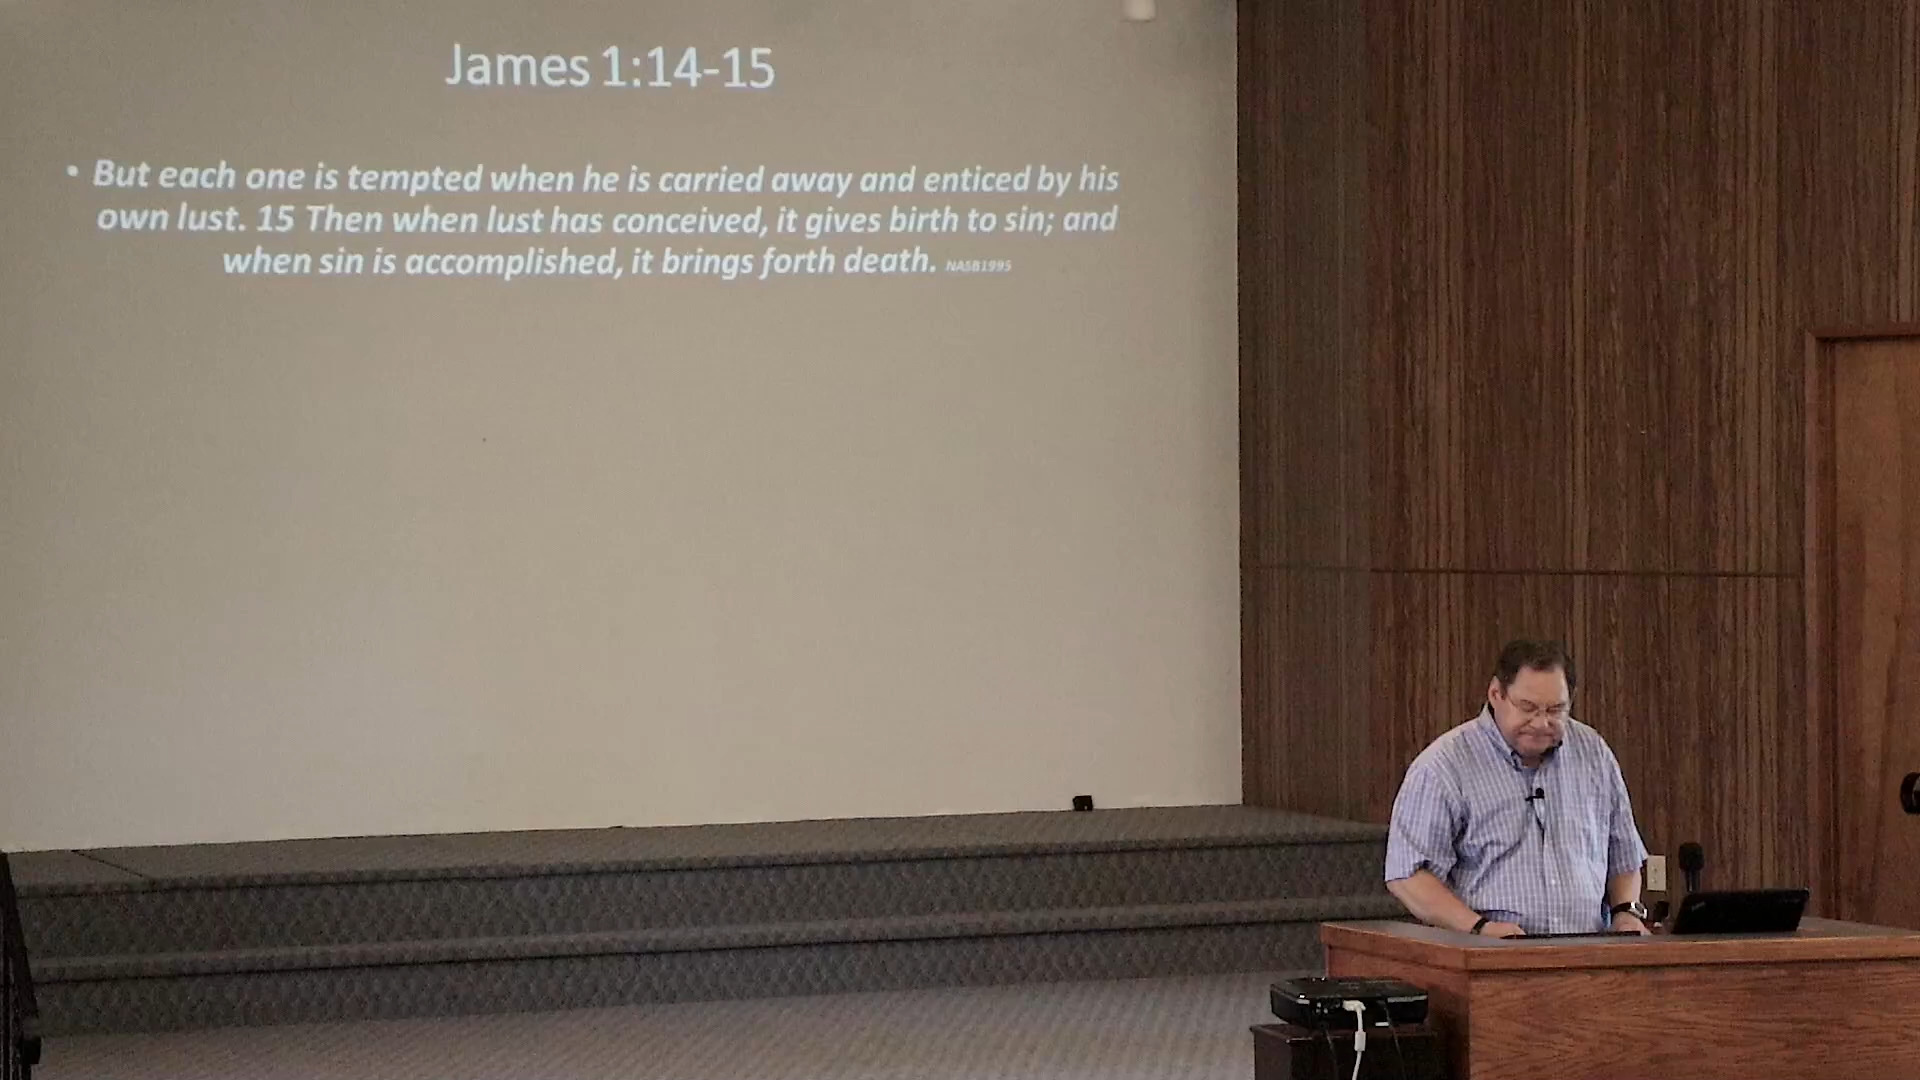 James 1:14-15
• But each one is tempted when he is carried away and enticed by his
own lust. 15 Then when lust has conceived, it gives birth to sin; and
when sin is accomplished, it brings forth death. NASB1995